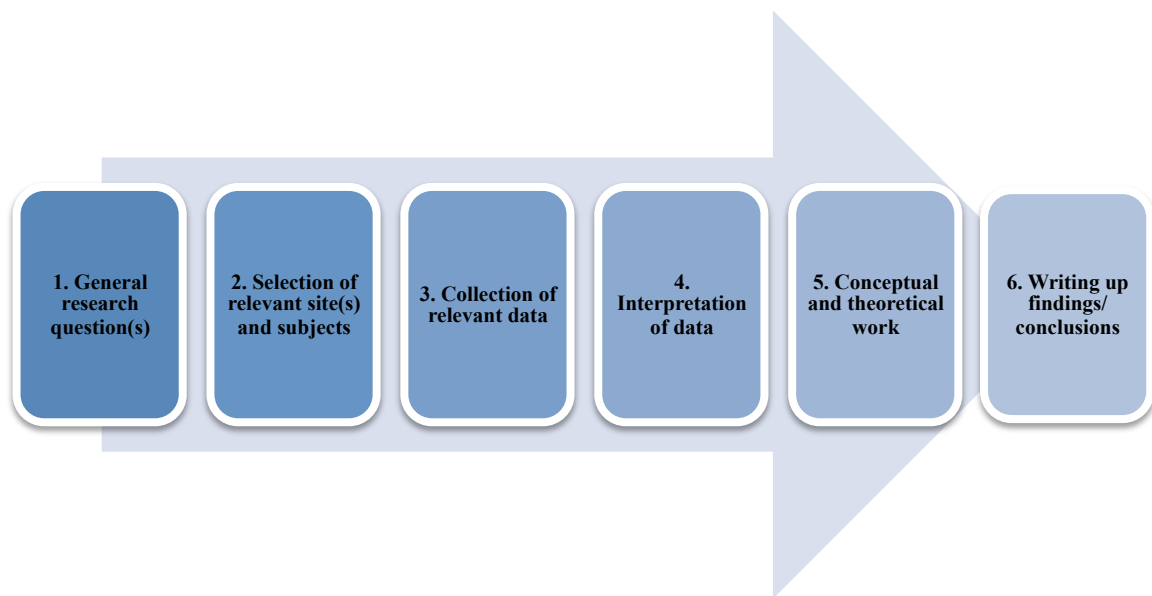 1. General
research
question(s)
2. Selection of
relevant site(s)
and subjects
3. Collection of
relevant data
4.
Interpretation
of data
5. Conceptual
and theoretical
work
6. Writing up
findings/
conclusions